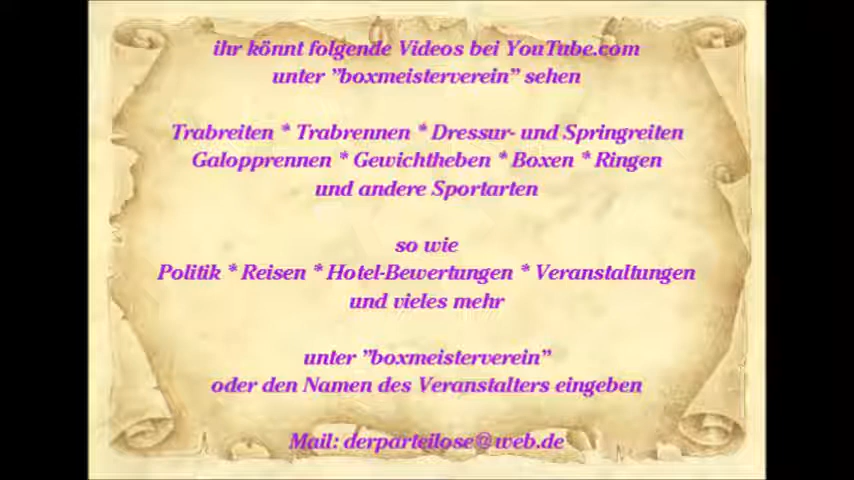 ihr könnt folgende Videos bei YouTube.com
unter "boxmeisterverein" sehen
Trabreiten * Trabrennen * Dressur- und Springreiten
Galopprennen * Gewichtheben * Boxen * Ringen
und andere Sportarten
so wie
Politik * Reisen * Hotel-Bewertungen * Veranstaltungen
und vieles mehr
unter "boxmeisterverein"
oder den Namen des Veranstalters eingeben
Mail: derparteilose@web.de